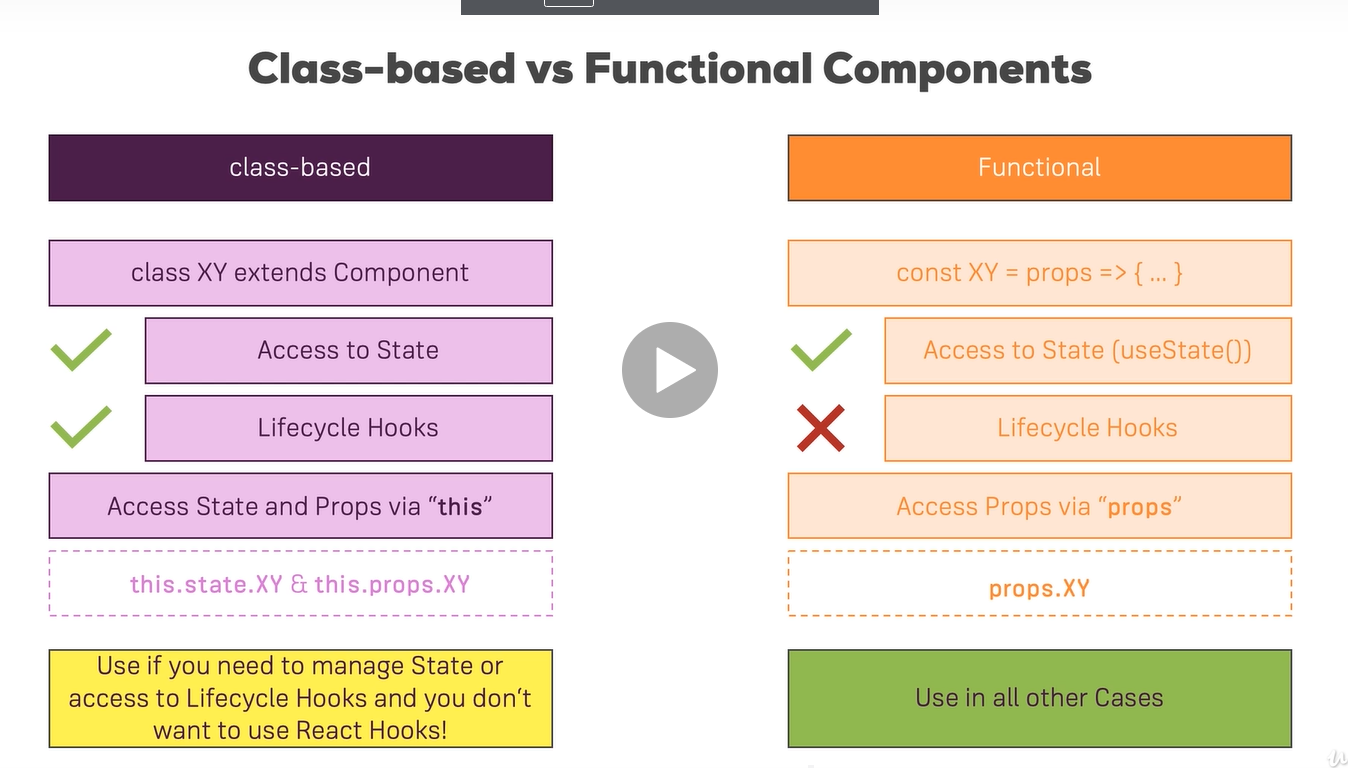 Class-based vs Functional Components
class-based
Functional
class XY extends Component
const XY = props => { ... }
Access to State
Access to State (useState())
Lifecycle Hooks
Lifecycle Hooks
Access State and Props via “this”
Access Props via “props”
this.state.XY & this.props.XY
props.XY
Use if you need to manage State or
access to Lifecycle Hooks and you don’t
want to use React Hooks!
Use in all other Cases